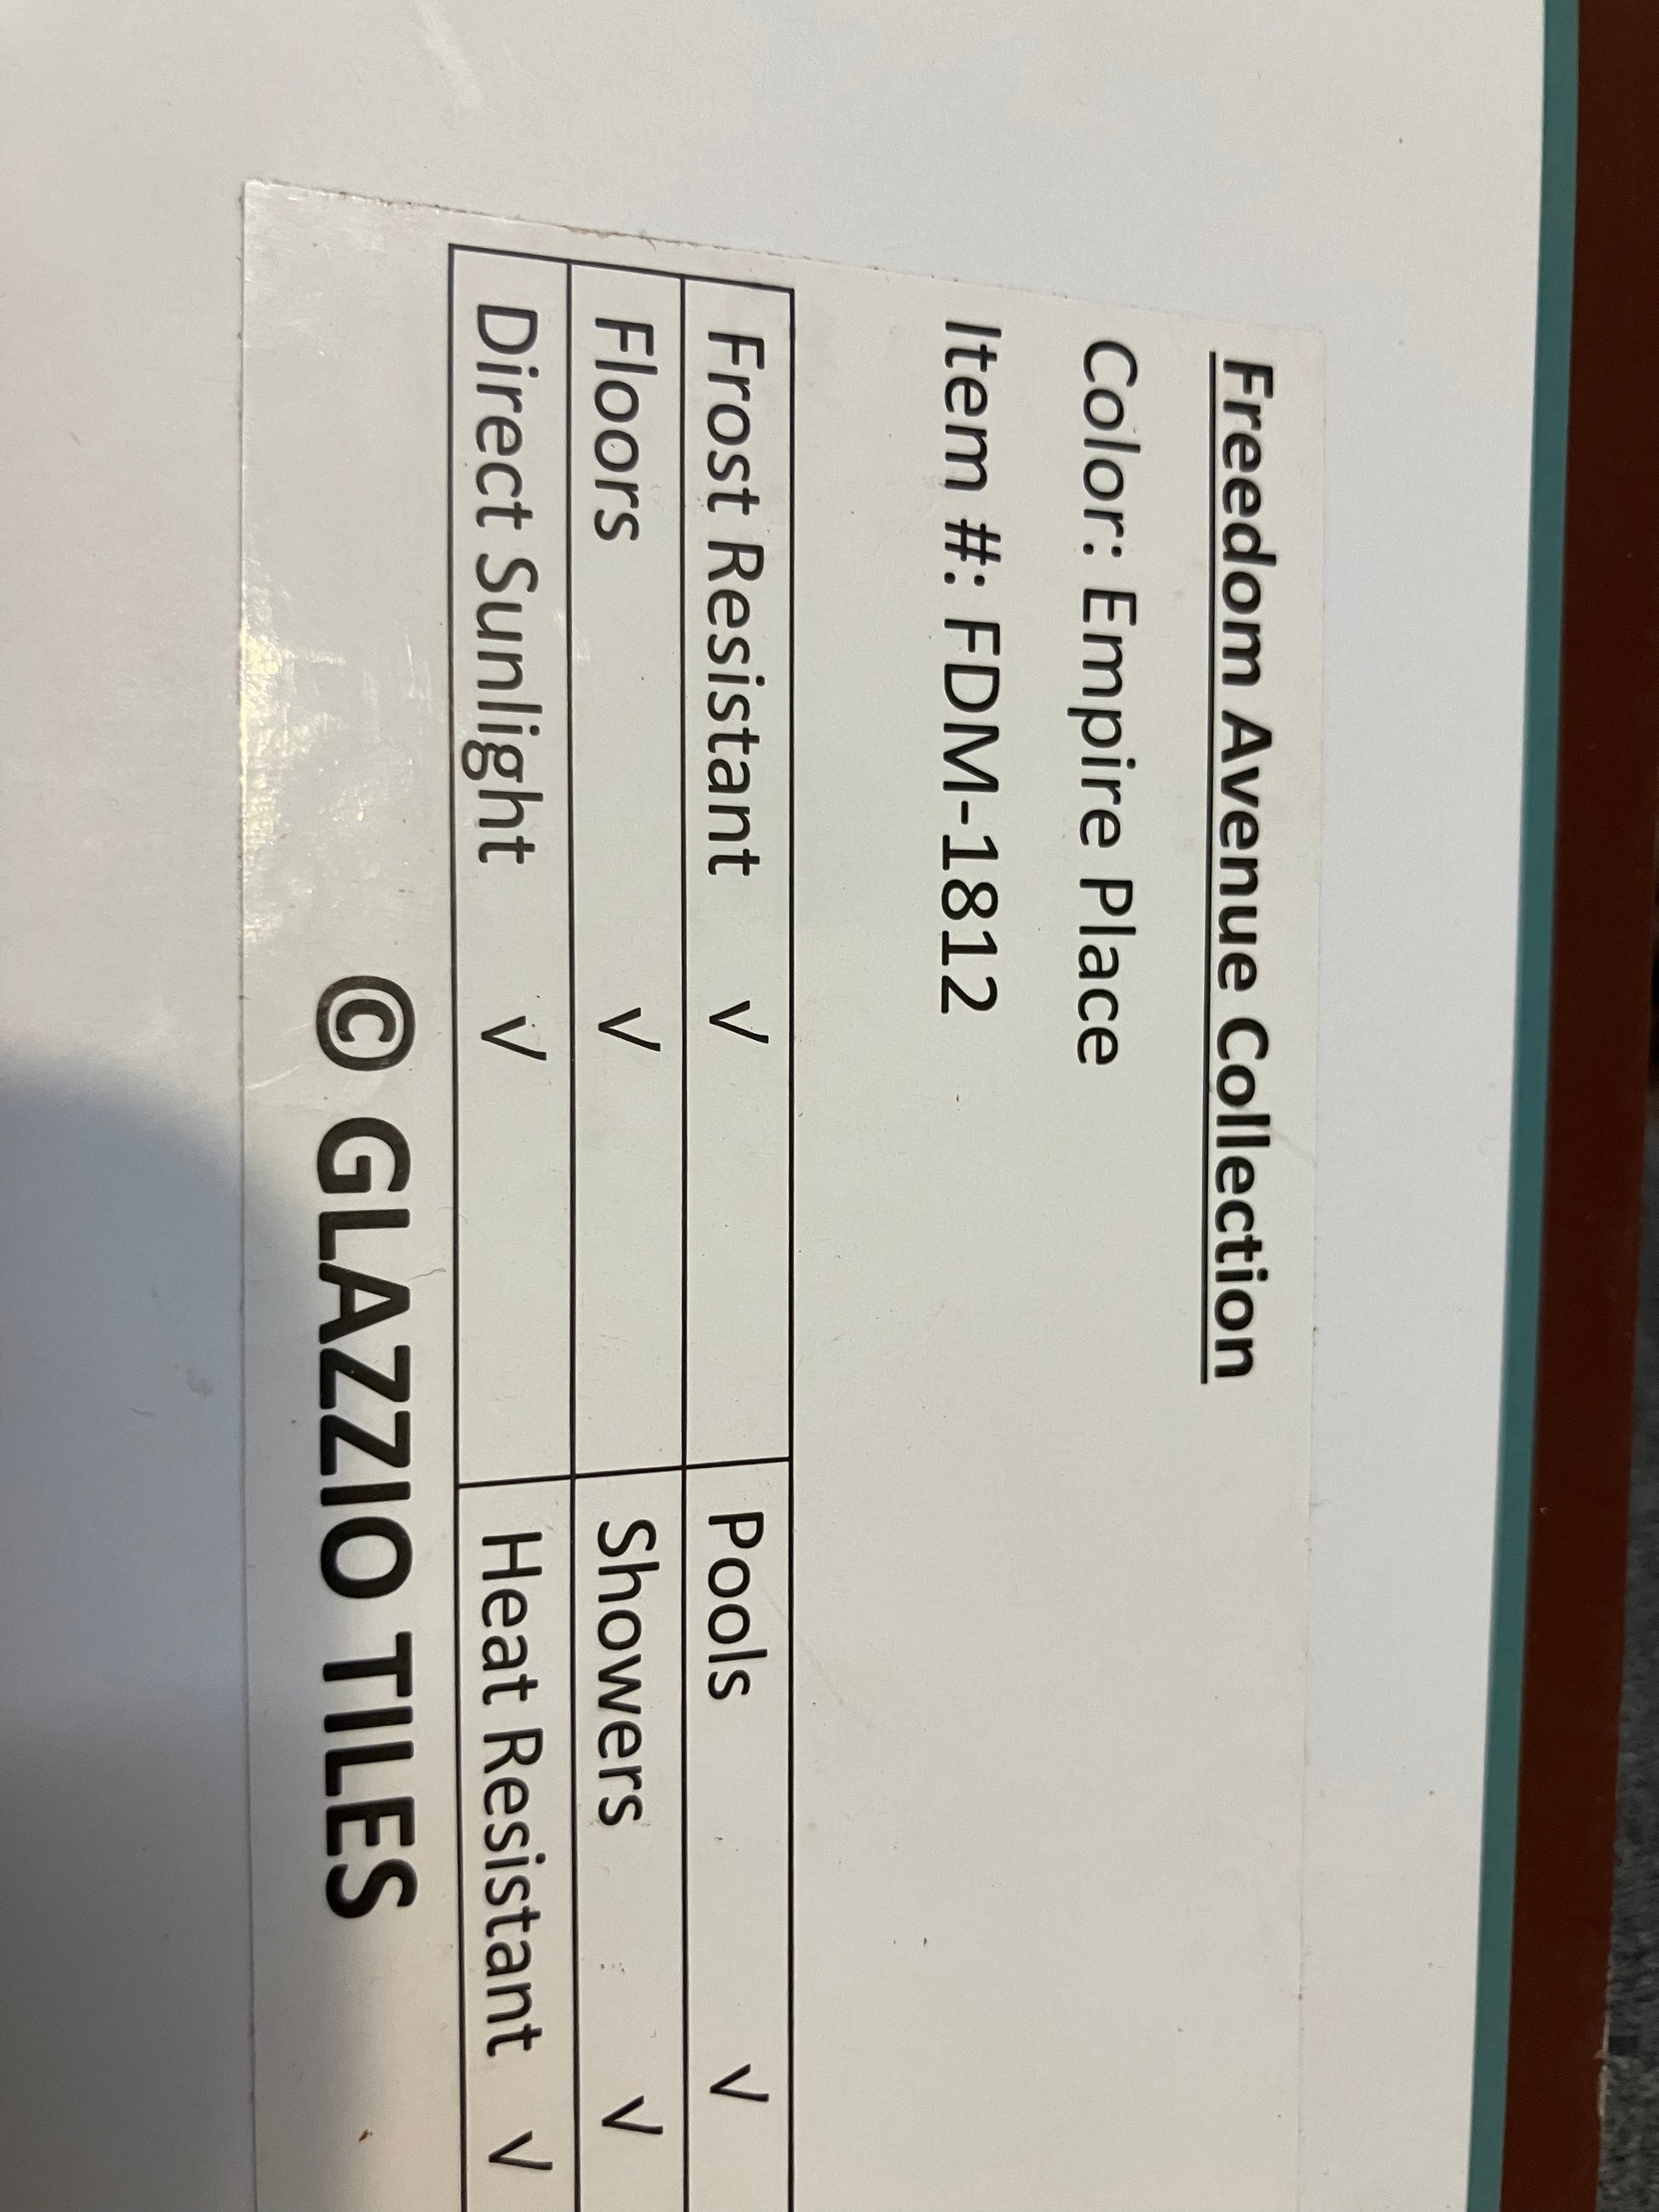 Freedom Avenue Collection
Color: Empire Place
Item #: FDM-1812
Frost Resistant √ Pools √
Floors √ Showers √
Direct Sunlight √ Heat Resistant √
© GLAZZIO TILES